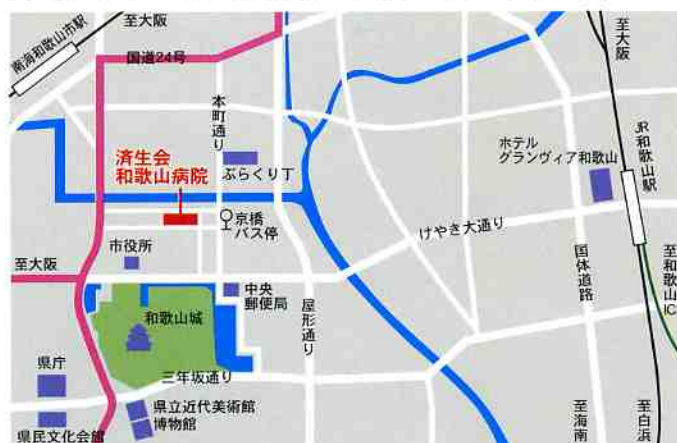 南海和歌山市駅
至大阪
国道24号
本町通り
済生会
和歌山病院
ぶらくり丁
京橋
バス停
市役所
至大阪
中央
郵便局
和歌山城
屋形通り
三年坂通り
県庁
県立近代美術館
博物館
県民文化会館
けやき大通り
ホテル
グランヴィア和歌山
至大阪
JR和歌山駅
国体道路
至和歌山IC
至海南
至白浜